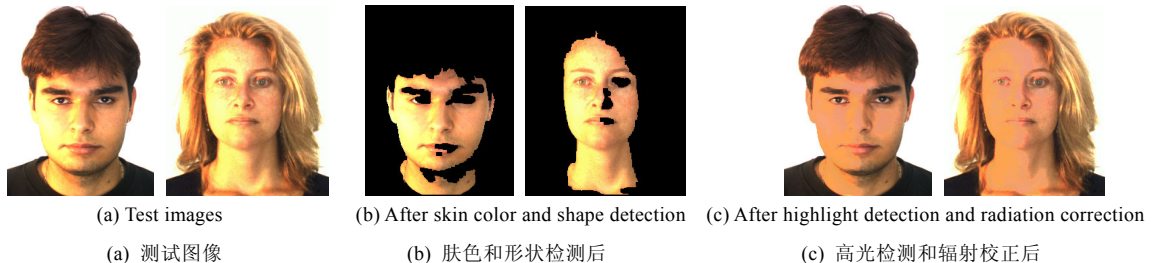 (a) Test images
(b) After skin color and shape detection
(c) After highlight detection and radiation correction
(a) 测试图像
(b) 肤色和形状检测后
(c) 高光检测和辐射校正后